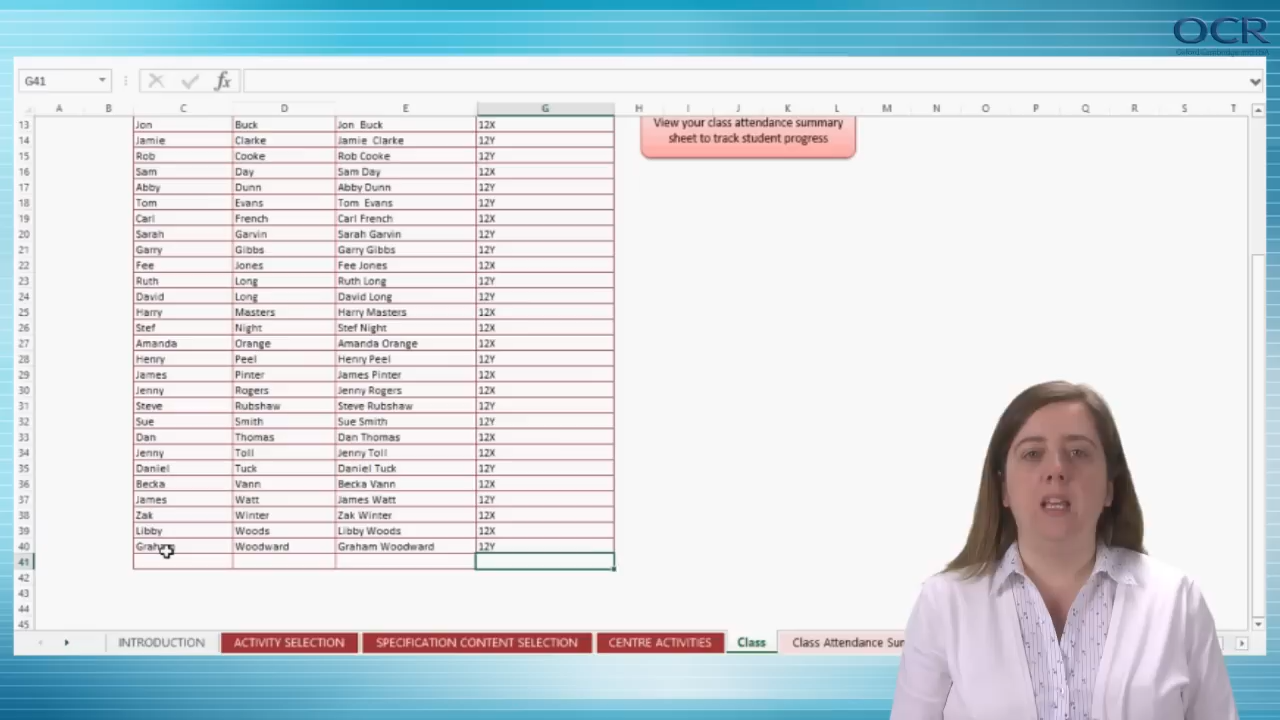 OCR
G41
fx
A B C D E G H I J K L M N O P Q R S T
13 Jon Buck Jon Buck 12X
View your class attendance summary
sheet to track student progress
14 Jamie Clarke Jamie Clarke 12Y
15 Rob Cooke Rob Cooke 12Y
16 Sam Day Sam Day 12X
17 Abby Dunn Abby Dunn 12Y
18 Tom Evans Tom Evans 12Y
19 Carl French Carl French 12X
20 Sarah Garvin Sarah Garvin 12Y
21 Garry Gibbs Garry Gibbs 12Y
22 Fee Jones Fee Jones 12X
23 Ruth Long Ruth Long 12Y
24 David Long David Long 12Y
25 Harry Masters Harry Masters 12X
26 Stef Night Stef Night 12X
27 Amanda Orange Amanda Orange 12X
28 Henry Peel Henry Peel 12Y
29 James Pinter James Pinter 12X
30 Jenny Rogers Jenny Rogers 12X
31 Steve Rubshaw Steve Rubshaw 12Y
32 Sue Smith Sue Smith 12Y
33 Dan Thomas Dan Thomas 12X
34 Jenny Toll Jenny Toll 12X
35 Daniel Tuck Daniel Tuck 12Y
36 Becka Vann Becka Vann 12X
37 James Watt James Watt 12Y
38 Zak Winter Zak Winter 12X
39 Libby Woods Libby Woods 12X
40 Graham Woodward Graham Woodward 12Y
41
42
43
44
45
INTRODUCTION ACTIVITY SELECTION SPECIFICATION CONTENT SELECTION CENTRE ACTIVITIES Class Class Attendance Sum